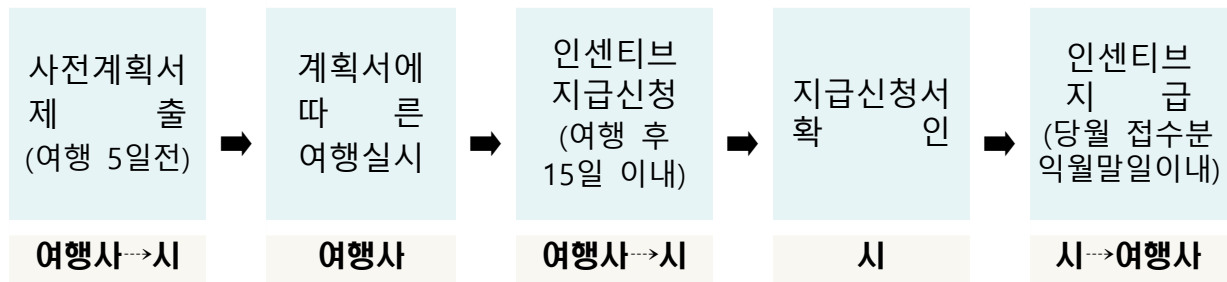 사전계획서
제 출
(여행 5일전)
➡
계획서에
따 른
여행실시
➡
인센티브
지급신청
(여행 후
15일 이내)
➡
지급신청서
확 인
➡
인센티브
지 급
(당월 접수분
익월말일이내)
여행사⇢시
여행사
여행사⇢시
시
시⇢여행사